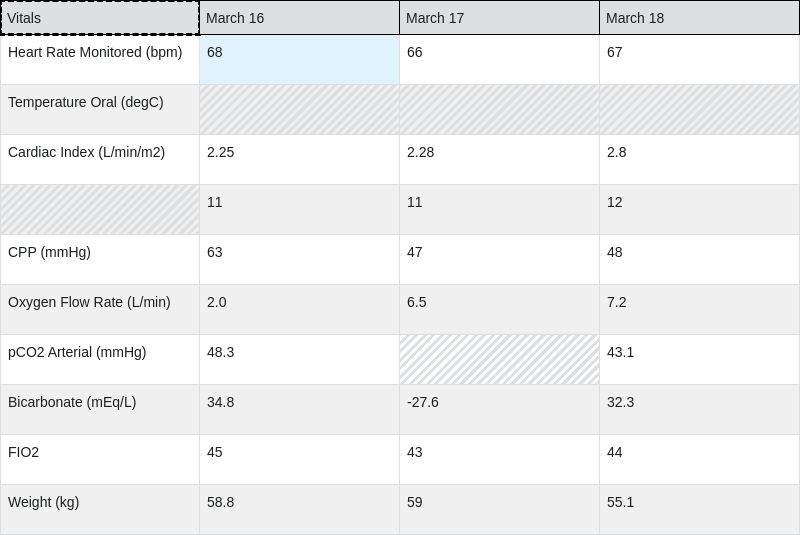 Vitals March 16 March 17 March 18
Heart Rate Monitored (bpm) 68 66 67
Temperature Oral (degC)
Cardiac Index (L/min/m2) 2.25 2.28 2.8
11 11 12
CPP (mmHg) 63 47 48
Oxygen Flow Rate (L/min) 2.0 6.5 7.2
pCO2 Arterial (mmHg) 48.3 43.1
Bicarbonate (mEq/L) 34.8 -27.6 32.3
FIO2 45 43 44
Weight (kg) 58.8 59 55.1